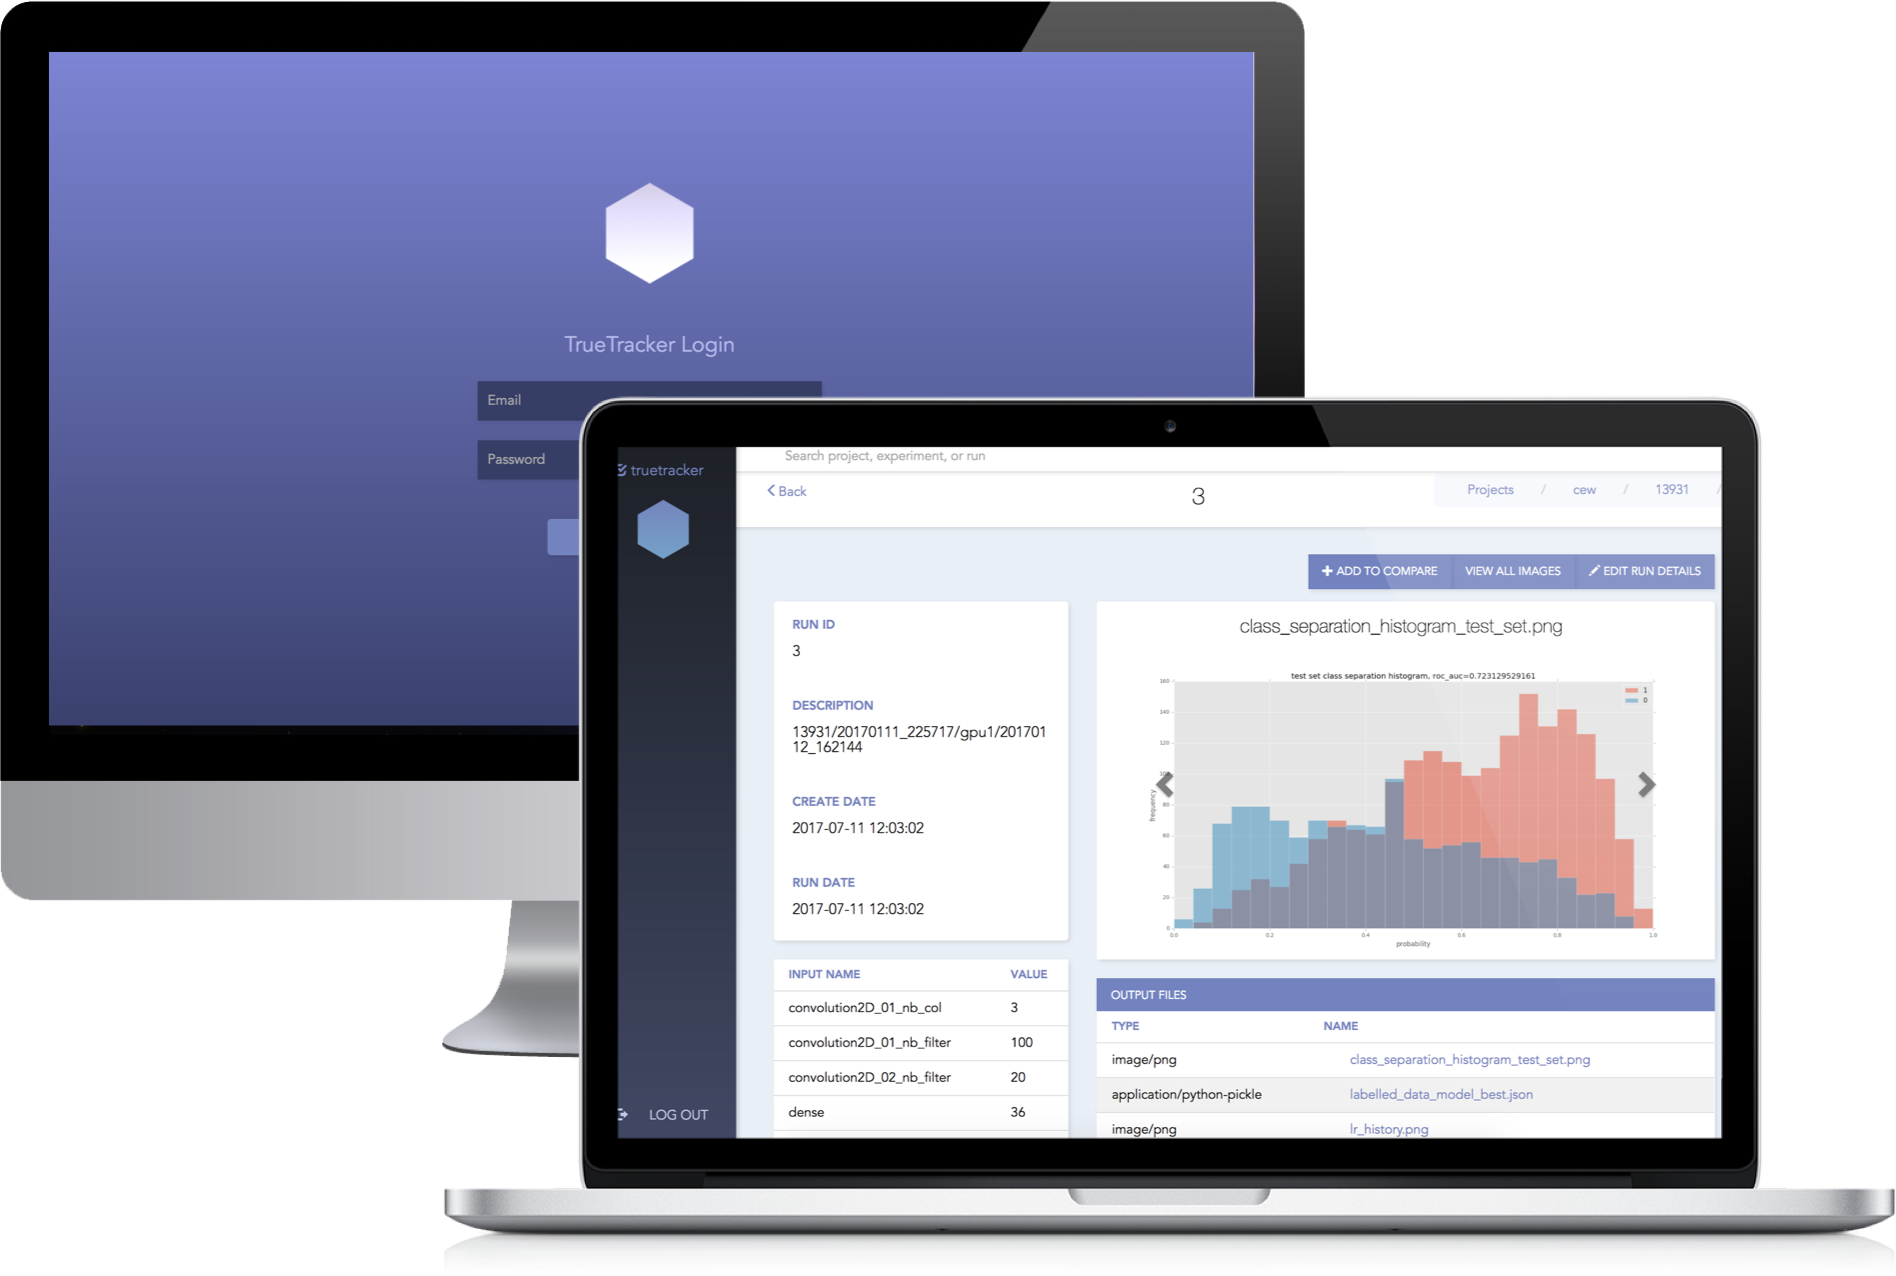 TrueTracker Login
Email
Password
truetracker
LOG OUT
Search project, experiment, or run
Back
3
Projects / cew / 13931 /
ADD TO COMPARE
VIEW ALL IMAGES
EDIT RUN DETAILS
RUN ID
3
DESCRIPTION
13931/20170111_225717/gpu1/201701
12_162144
CREATE DATE
2017-07-11 12:03:02
RUN DATE
2017-07-11 12:03:02
INPUT NAME VALUE
convolution2D_01_nb_col 3
convolution2D_01_nb_filter 100
convolution2D_02_nb_filter 20
dense 36
class_separation_histogram_test_set.png
test set class separation histogram, roc_auc=0.723129529161
1
0
160
140
120
100
80
60
40
20
0
frequency
0.0 0.2 0.4 0.6 0.8 1.0
probability
OUTPUT FILES
TYPE NAME
image/png class_separation_histogram_test_set.png
application/python-pickle labelled_data_model_best.json
image/png lr_history.png